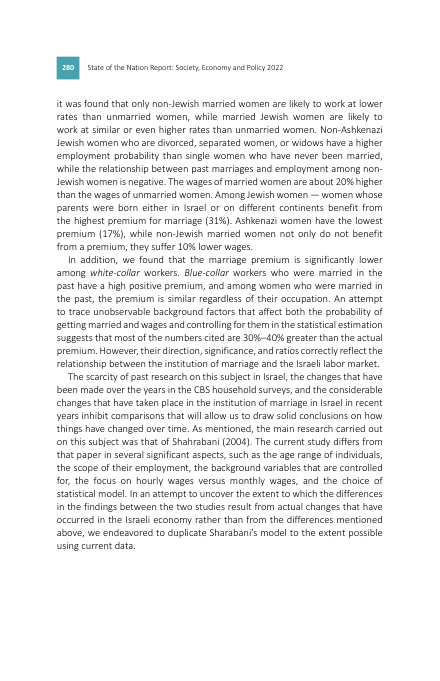 280 State of the Nation Report: Society, Economy and Policy 2022
it was found that only non-Jewish married women are likely to work at lower
rates than unmarried women, while married Jewish women are likely to
work at similar or even higher rates than unmarried women. Non-Ashkenazi
Jewish women who are divorced, separated women, or widows have a higher
employment probability than single women who have never been married,
while the relationship between past marriages and employment among non-
Jewish women is negative. The wages of married women are about 20% higher
than the wages of unmarried women. Among Jewish women — women whose
parents were born either in Israel or on different continents benefit from
the highest premium for marriage (31%). Ashkenazi women have the lowest
premium (17%), while non-Jewish married women not only do not benefit
from a premium, they suffer 10% lower wages.
In addition, we found that the marriage premium is significantly lower
among white-collar workers. Blue-collar workers who were married in the
past have a high positive premium, and among women who were married in
the past, the premium is similar regardless of their occupation. An attempt
to trace unobservable background factors that affect both the probability of
getting married and wages and controlling for them in the statistical estimation
suggests that most of the numbers cited are 30%–40% greater than the actual
premium. However, their direction, significance, and ratios correctly reflect the
relationship between the institution of marriage and the Israeli labor market.
The scarcity of past research on this subject in Israel, the changes that have
been made over the years in the CBS household surveys, and the considerable
changes that have taken place in the institution of marriage in Israel in recent
years inhibit comparisons that will allow us to draw solid conclusions on how
things have changed over time. As mentioned, the main research carried out
on this subject was that of Shahrabani (2004). The current study differs from
that paper in several significant aspects, such as the age range of individuals,
the scope of their employment, the background variables that are controlled
for, the focus on hourly wages versus monthly wages, and the choice of
statistical model. In an attempt to uncover the extent to which the differences
in the findings between the two studies result from actual changes that have
occurred in the Israeli economy rather than from the differences mentioned
above, we endeavored to duplicate Sharabani's model to the extent possible
using current data.